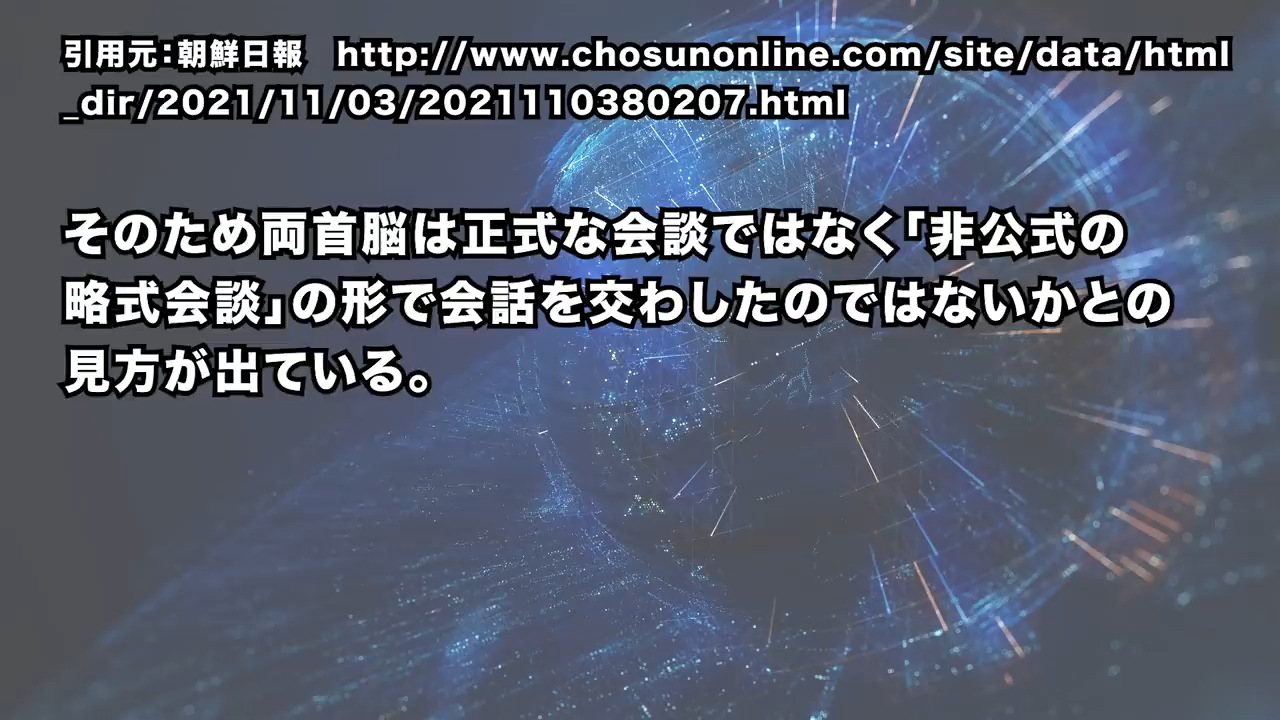 引用元：朝鮮日報　http://www.chosunonline.com/site/data/html
_dir/2021/11/03/2021110380207.html
そのため両首脳は正式な会談ではなく｢非公式の
略式会談｣の形で会話を交わしたのではないかとの
見方が出ている。